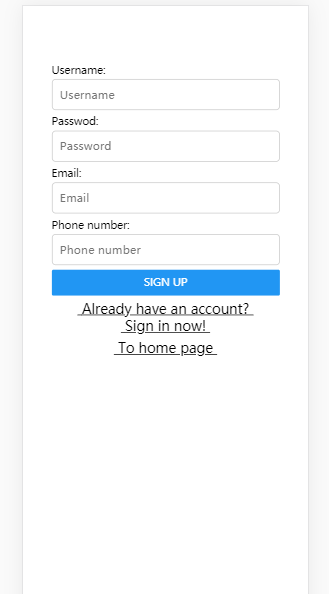 Username:
Username
Passwod:
Password
Email:
Email
Phone number:
Phone number
SIGN UP
Already have an account?
Sign in now!
To home page